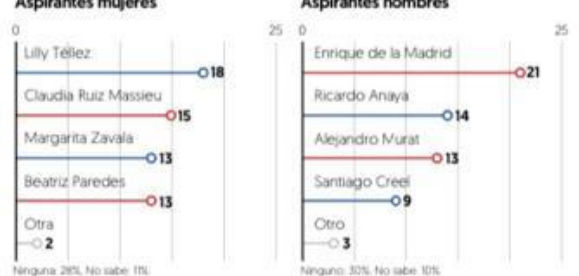 Aspirantes mujeres
0 25
Lilly Téllez
18
Claudia Ruiz Massieu
15
Margarita Zavala
13
Beatriz Paredes
13
Otra
2
Ninguna: 28%, No sabe: 11%
Aspirantes hombres
0 25
Enrique de la Madrid
21
Ricardo Anaya
14
Alejandro Murat
13
Santiago Creel
9
Otro
3
Ninguno: 30%, No sabe: 10%